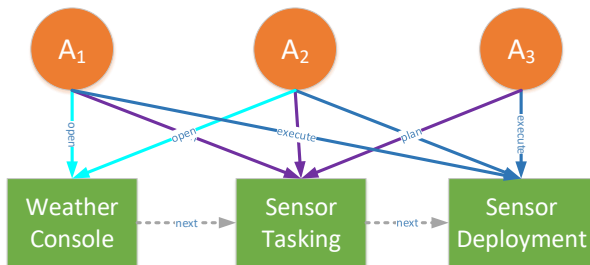 A1 A2 A3
open open execute plan execute
Weather Sensor Sensor
Console next Tasking next Deployment